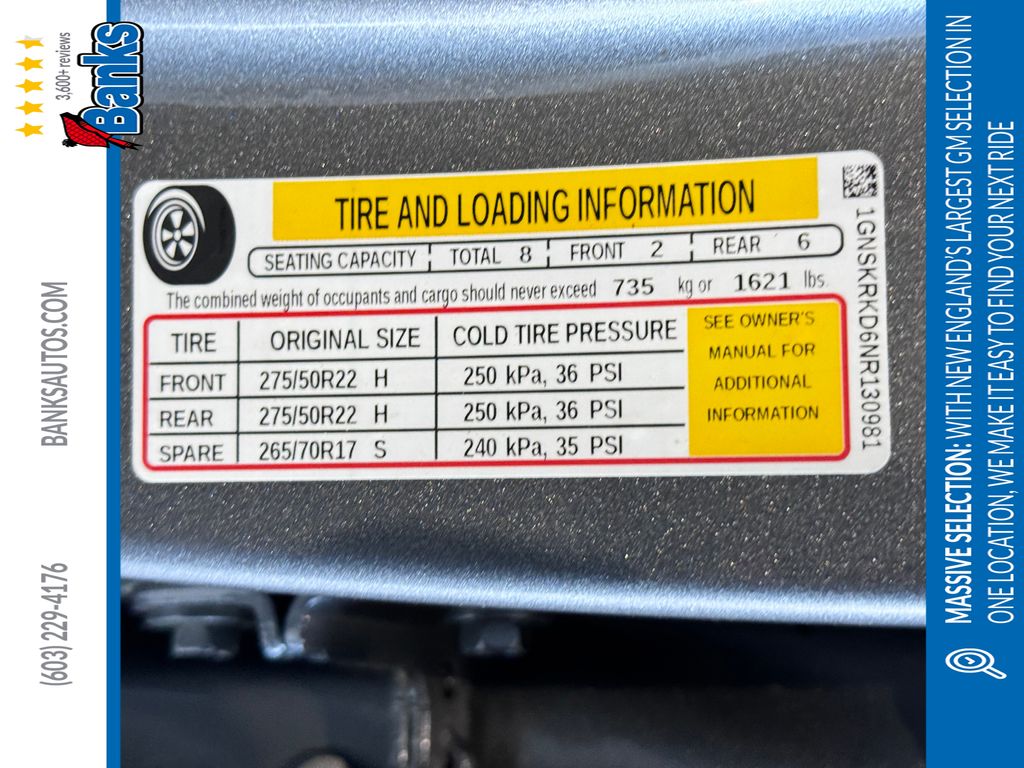 3,600+ reviews
Banks
BANKSAUTOS.COM
(603) 229-4176
TIRE AND LOADING INFORMATION
SEATING CAPACITY TOTAL 8 FRONT 2 REAR 6
The combined weight of occupants and cargo should never exceed 735 kg or 1621 lbs.
TIRE ORIGINAL SIZE COLD TIRE PRESSURE
FRONT 275/50R22 H 250 kPa, 36 PSI
REAR 275/50R22 H 250 kPa, 36 PSI
SPARE 265/70R17 S 240 kPa, 35 PSI
SEE OWNER'S
MANUAL FOR
ADDITIONAL
INFORMATION
1GNSKRKD6NR130981
MASSIVE SELECTION: WITH NEW ENGLAND'S LARGEST GM SELECTION IN
ONE LOCATION, WE MAKE IT EASY TO FIND YOUR NEXT RIDE